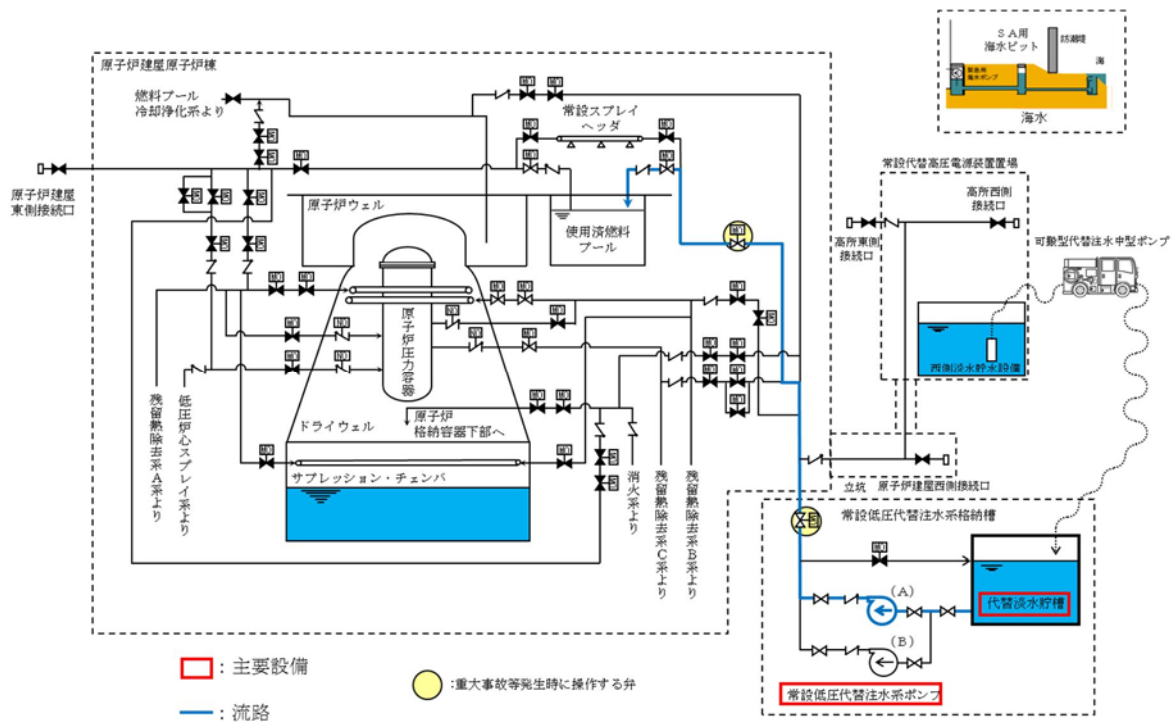 SA用
海水ピット
防潮堤
海
緊急用
海水ポンプ
海水
原子炉建屋原子炉棟
燃料プール
冷却浄化系より
常設スプレイ
ヘッダ
原子炉建屋
東側接続口
原子炉ウェル
使用済燃料
プール
常設代替高圧電源装置置場
高所西側
接続口
高所東側
接続口
可搬型代替注水中型ポンプ
西側淡水貯水設備
原子炉圧力容器
ドライウェル
原子炉
格納容器下部へ
サプレッション・チェンバ
残留熱除去系A系より
低圧炉心スプレイ系より
消火系より
残留熱除去系C系より
残留熱除去系B系より
立坑
原子炉建屋西側接続口
常設低圧代替注水系格納槽
(A)
代替淡水貯槽
(B)
常設低圧代替注水系ポンプ
:主要設備
:重大事故等発生時に操作する弁
:流路